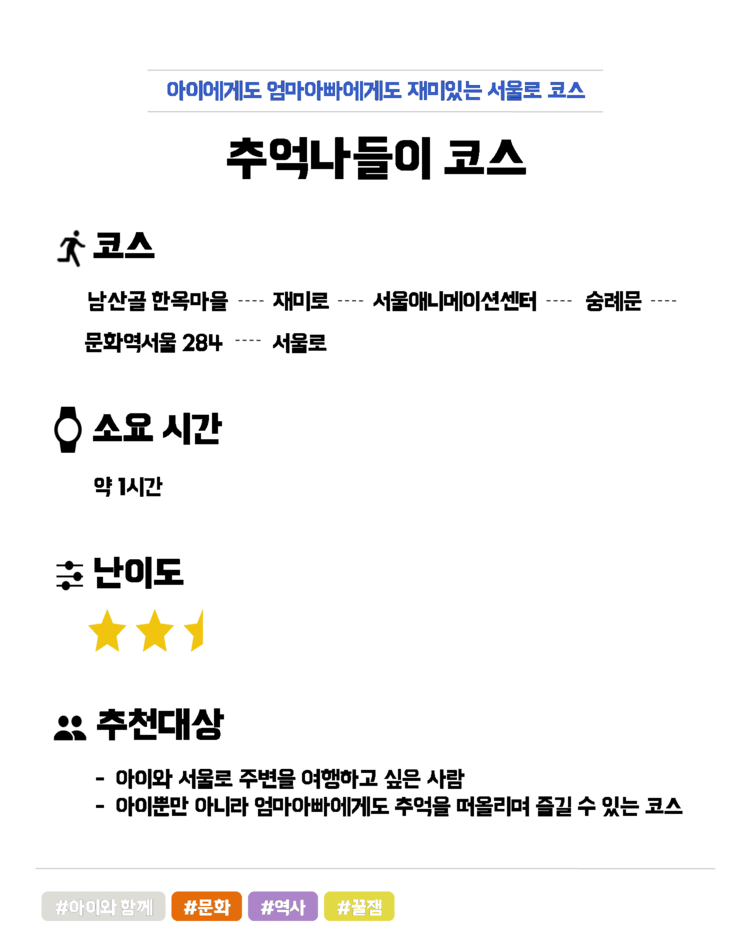 아이에게도 엄마아빠에게도 재미있는 서울로 코스
추억나들이 코스
코스
남산골 한옥마을 ---- 재미로 ---- 서울애니메이션센터 ---- 숭례문 ----
문화역서울 284 ---- 서울로
소요 시간
약 1시간
난이도
추천대상
- 아이와 서울로 주변을 여행하고 싶은 사람
- 아이뿐만 아니라 엄마아빠에게도 추억을 떠올리며 즐길 수 있는 코스
#아이와 함께 #문화 #역사 #꿀잼